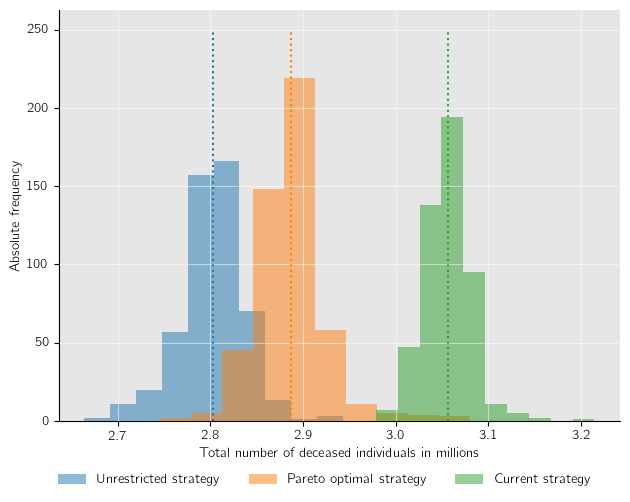 250
200
150
100
50
0
Absolute frequency
2.7 2.8 2.9 3.0 3.1 3.2
Total number of deceased individuals in millions
Unrestricted strategy Pareto optimal strategy Current strategy